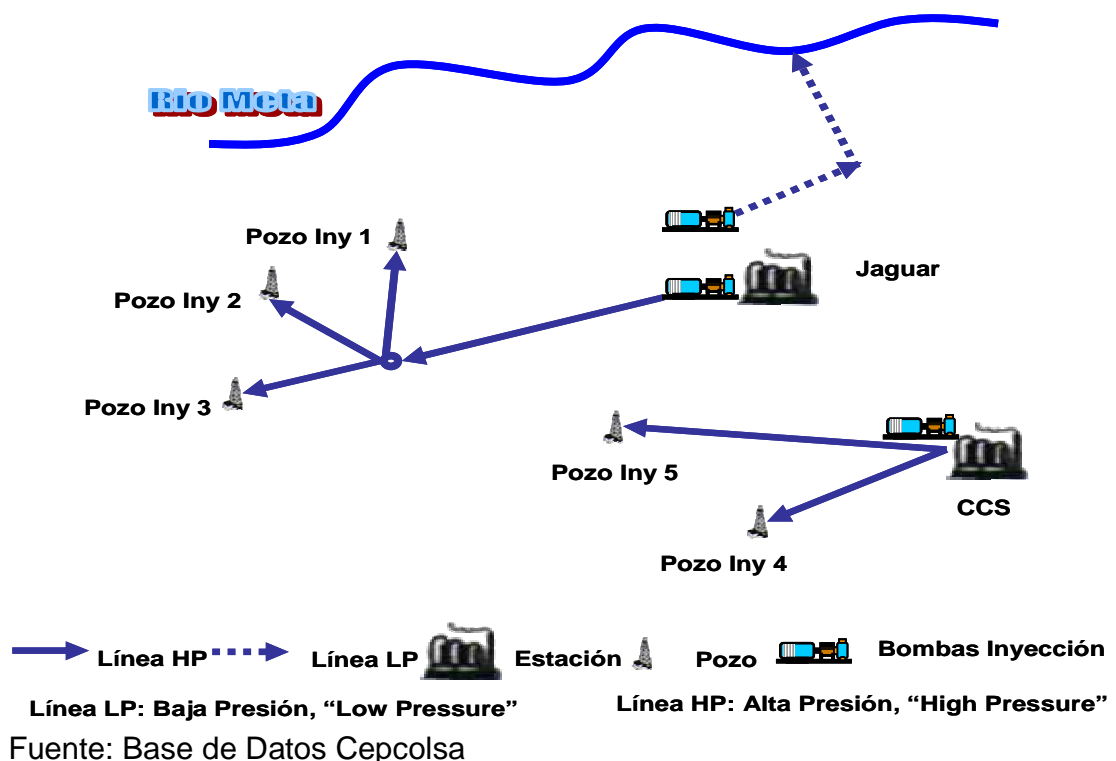 Rio Meta
Pozo Iny 1
Pozo Iny 2
Jaguar
Pozo Iny 3
Pozo Iny 5
CCS
Pozo Iny 4
Línea HP
Línea LP
Estación
Pozo
Bombas Inyección
Línea LP: Baja Presión, “Low Pressure”
Línea HP: Alta Presión, “High Pressure”
Fuente: Base de Datos Cepcolsa